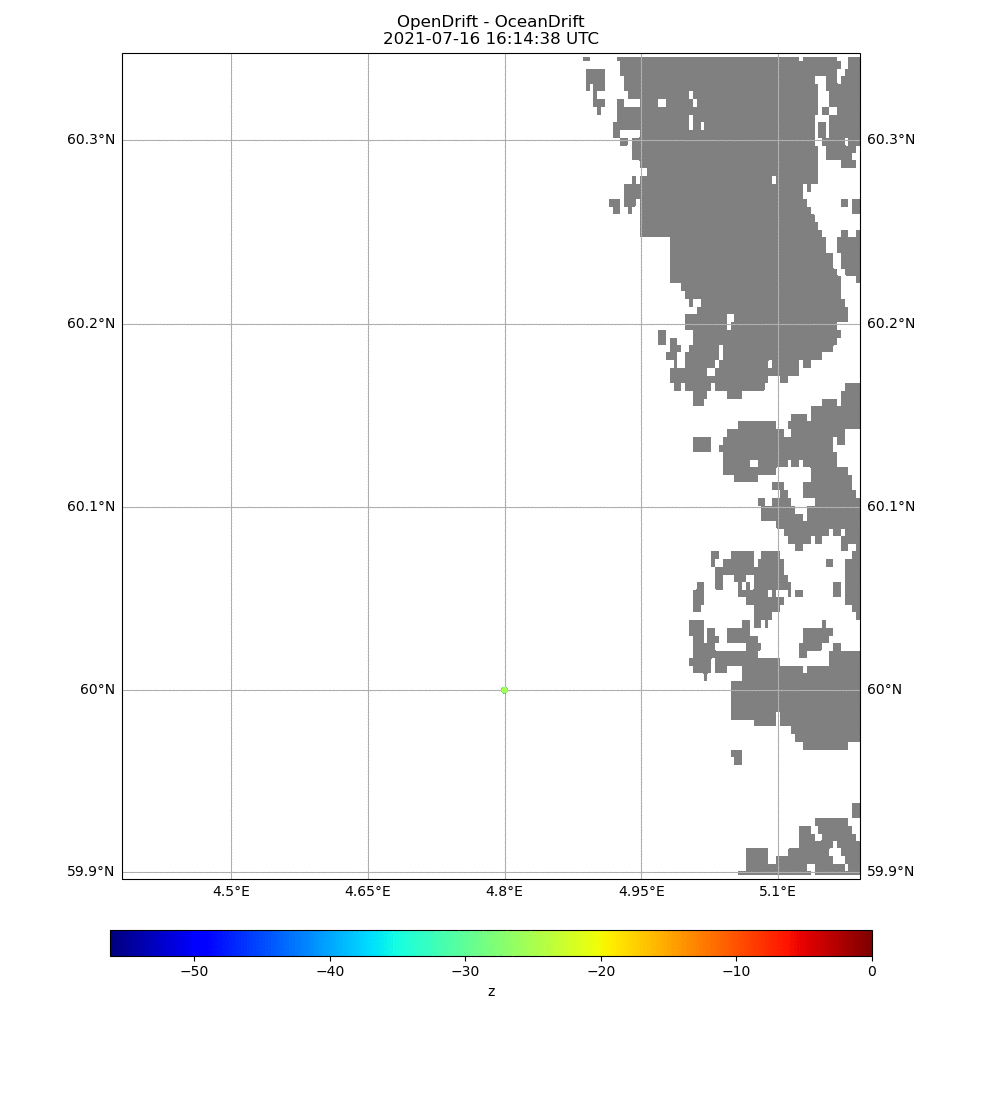 OpenDrift - OceanDrift
2021-07-16 16:14:38 UTC
60.3°N 60.3°N
60.2°N 60.2°N
60.1°N 60.1°N
60°N 60°N
59.9°N 59.9°N
4.5°E 4.65°E 4.8°E 4.95°E 5.1°E
−50 −40 −30 −20 −10 0
z